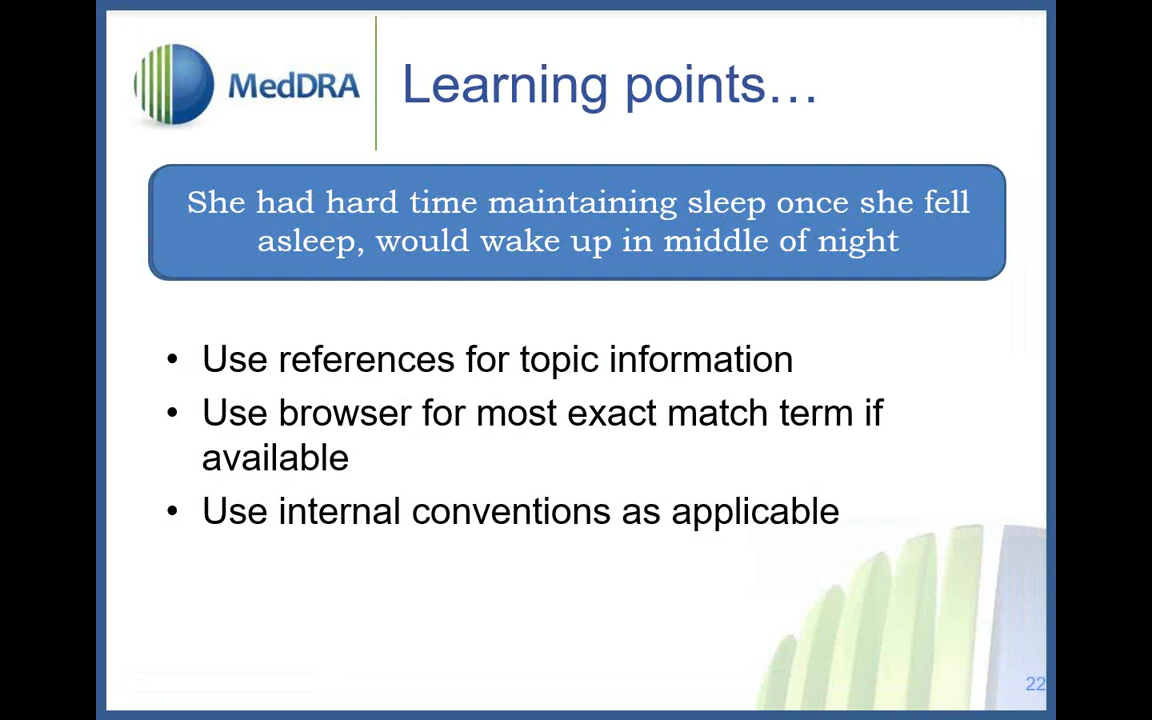 MedDRA
Learning points…
She had hard time maintaining sleep once she fell
asleep, would wake up in middle of night
• Use references for topic information
• Use browser for most exact match term if
available
• Use internal conventions as applicable
22